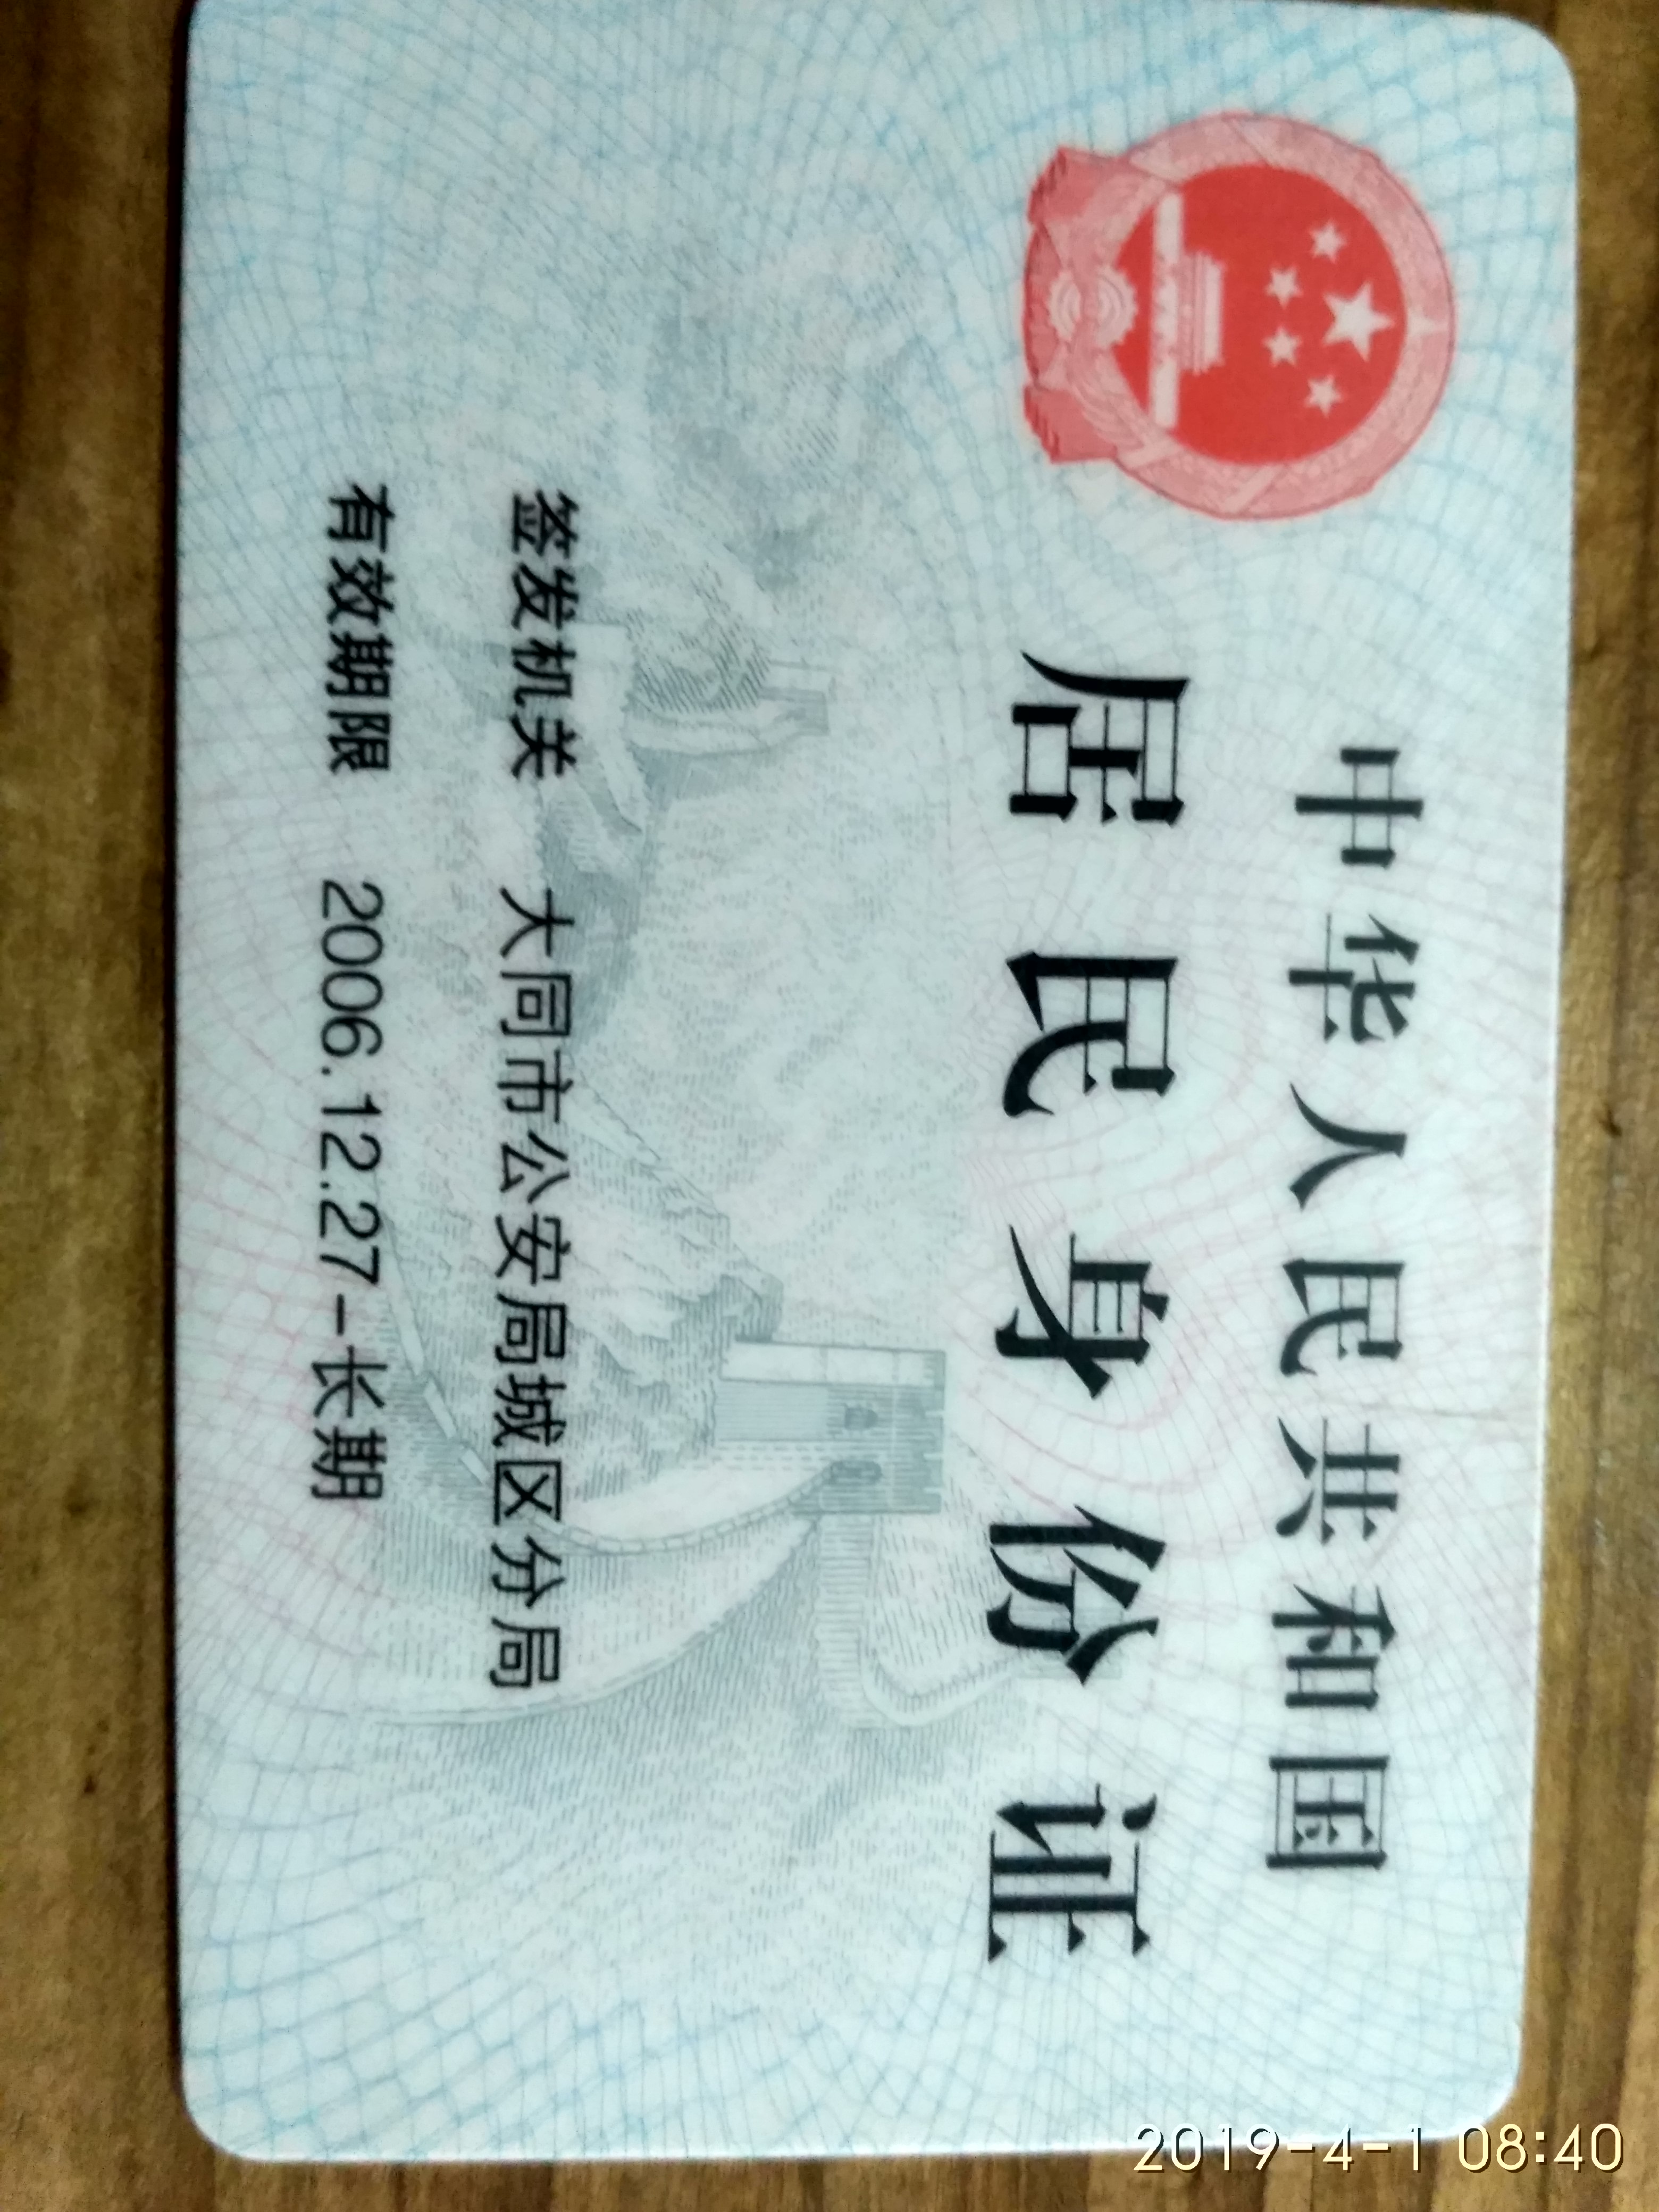 中华人民共和国
居民身份证
签发机关 大同市公安局城区分局
有效期限 2006.12.27-长期
2019-4-1 08:40